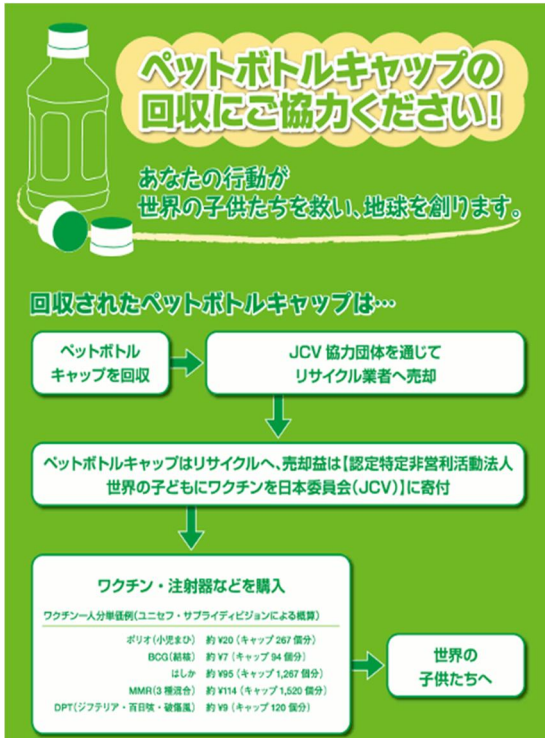 ペットボトルキャップの
回収にご協力ください!
あなたの行動が
世界の子供たちを救い、地球を創ります。
回収されたペットボトルキャップは…
ペットボトル
キャップを回収
JCV 協力団体を通じて
リサイクル業者へ売却
ペットボトルキャップはリサイクルへ、売却益は【認定特定非営利活動法人
世界の子どもにワクチンを日本委員会(JCV)】に寄付
ワクチン・注射器などを購入
ワクチン一人分単価例(ユニセフ・サプライディビジョンによる概算)
ポリオ(小児まひ) 約 ¥20 (キャップ 267 個分)
BCG(結核) 約 ¥7 (キャップ 94 個分)
はしか 約 ¥95 (キャップ 1,267 個分)
MMR(3 種混合) 約 ¥114 (キャップ 1,520 個分)
DPT(ジフテリア・百日咳・破傷風) 約 ¥9 (キャップ 120 個分)
世界の
子供たちへ